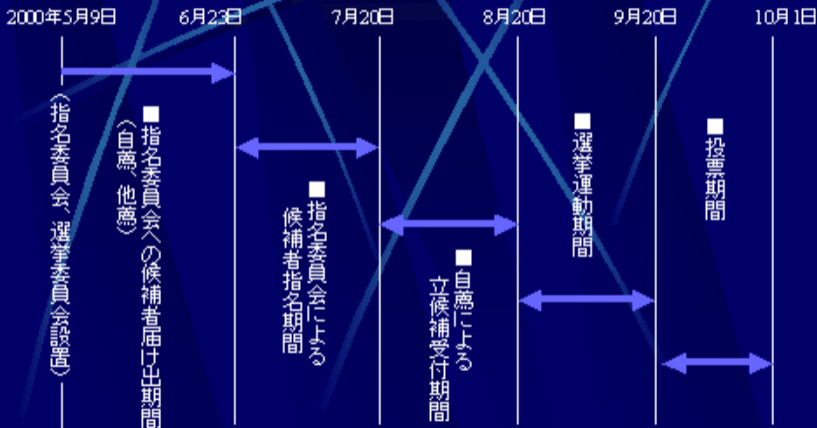 2000年5月9日
6月23日
7月20日
8月20日
9月20日
10月1日
（指名委員会、選挙委員会設置）
■指名委員会への候補者届け出期間
（自薦、他薦）
■指名委員会による
候補者指名期間
■自薦による
立候補受付期間
■選挙運動期間
■投票期間